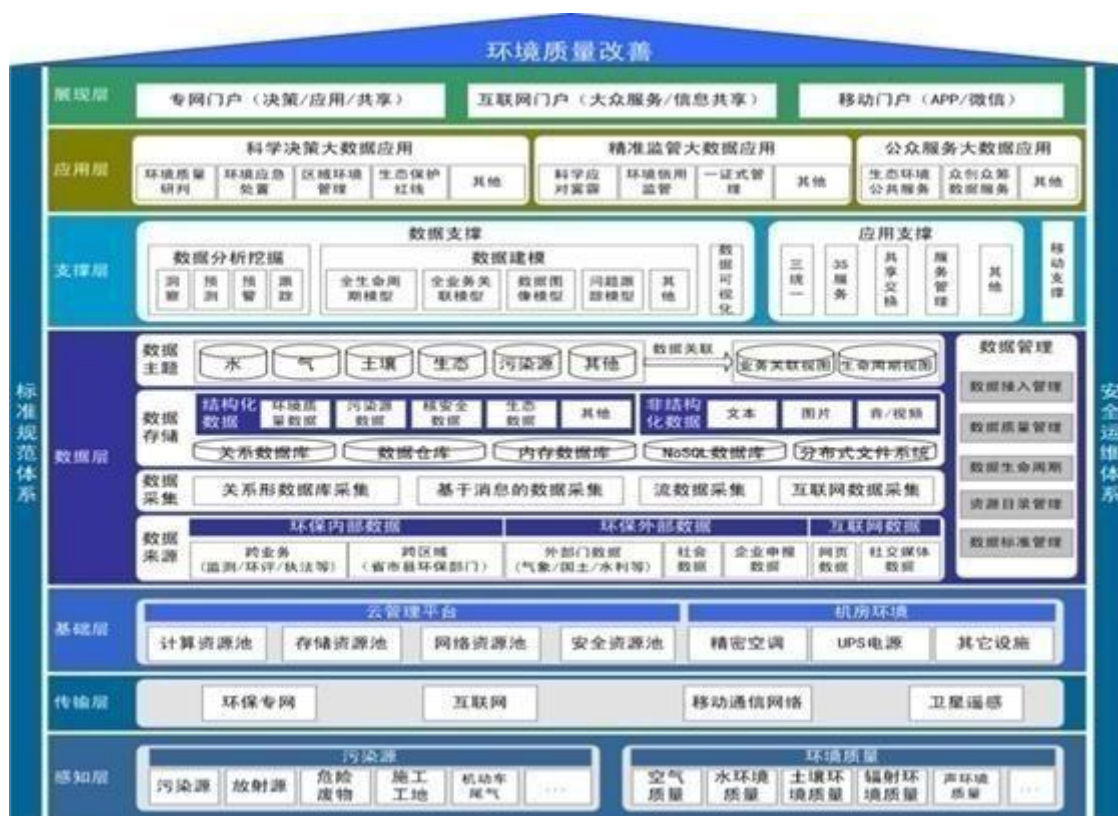 环境质量改善
标准规范体系
安全运维体系
展现层
专网门户（决策/应用/共享）
互联网门户（大众服务/信息共享）
移动门户（APP/微信）
应用层
科学决策大数据应用
环境质量
研判
环境应急
处置
区域环境
管理
生态保护
红线
其他
精准监管大数据应用
科学应
对雾霾
环境信用
监管
一证式管
理
其他
公众服务大数据应用
生态环境
公共服务
众创众筹
数据服务
其他
支撑层
数据支撑
数据分析挖掘
洞察
预测
预警
跟踪
数据建模
全生命周
期模型
全业务关
联模型
数据图
像模型
问题跟
踪模型
其他
数据可视化
应用支撑
三统一
3S服务
共享交换
服务管理
其他
移动支撑
数据层
数据
主题
水
气
土壤
生态
污染源
其他
数据关联
业务关联视图
生命周期视图
数据
存储
结构化
数据
环境质
量数据
污染源
数据
核安全
数据
生态
数据
其他
非结构
化数据
文本
图片
音/视频
关系数据库
数据仓库
内存数据库
NoSQL数据库
分布式文件系统
数据
采集
关系形数据库采集
基于消息的数据采集
流数据采集
互联网数据采集
数据
来源
环保内部数据
环保外部数据
互联网数据
跨业务
(监测/环评/执法等)
跨区域
(省市县环保部门)
外部门数据
(气象/国土/水利等)
社会
数据
企业申报
数据
网页
数据
社交媒体
数据
数据管理
数据接入管理
数据质量管理
数据生命周期
资源目录管理
数据标准管理
基础层
云管理平台
计算资源池
存储资源池
网络资源池
安全资源池
机房环境
精密空调
UPS电源
其它设施
传输层
环保专网
互联网
移动通信网络
卫星遥感
感知层
污染源
污染源
放射源
危险
废物
施工
工地
机动车
尾气
...
环境质量
空气
质量
水环境
质量
土壤环
境质量
辐射环
境质量
声环境
质量
...